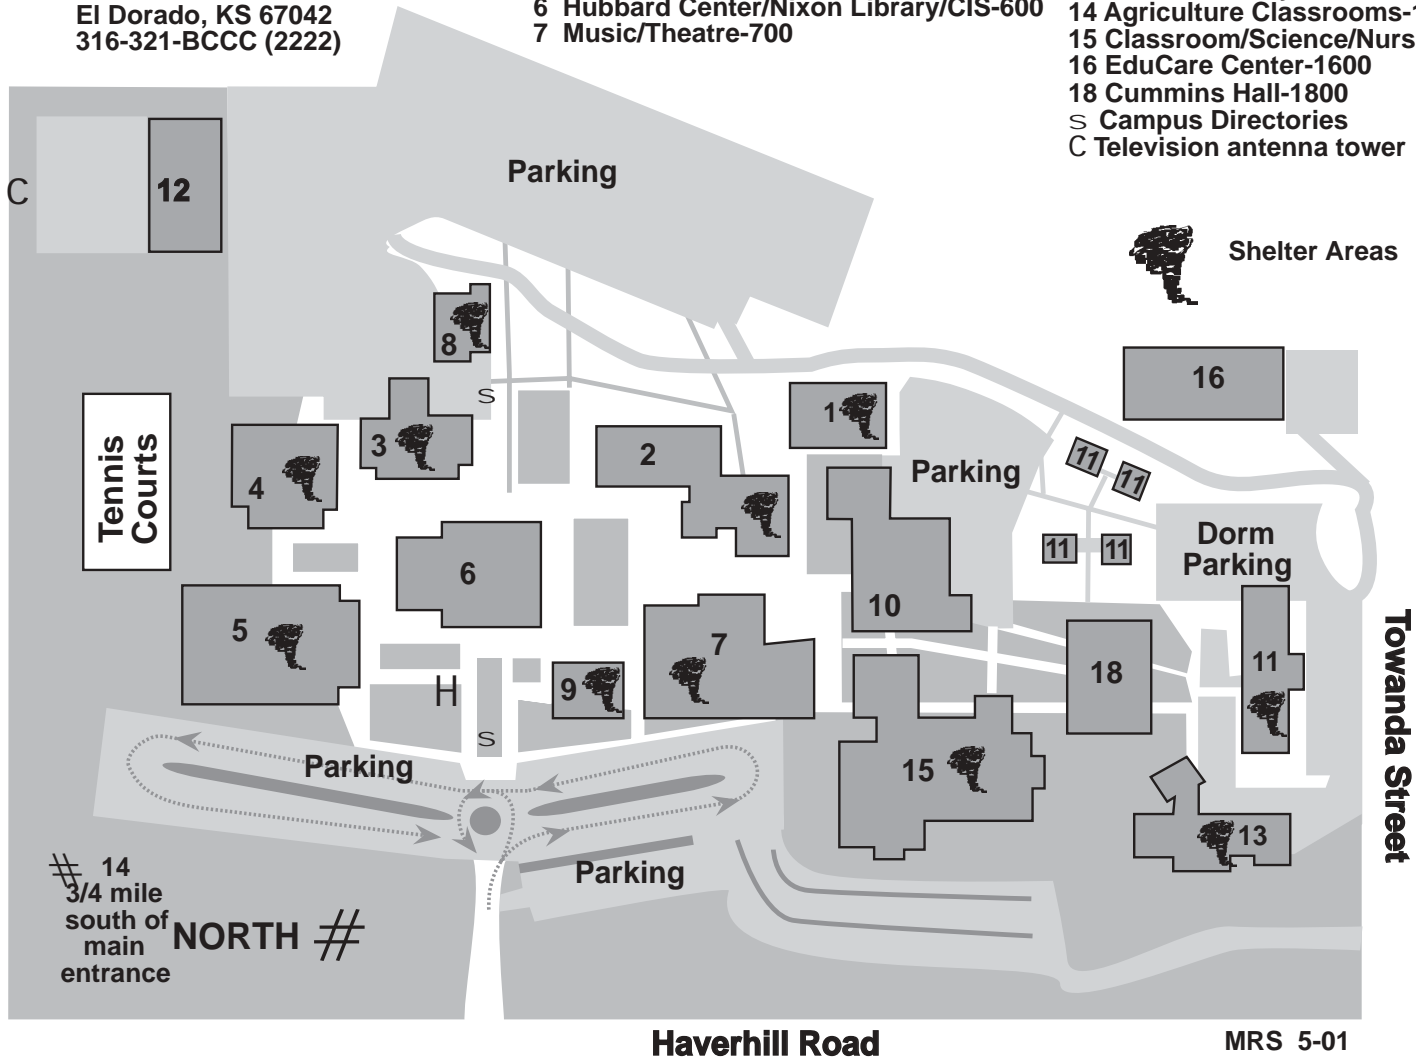 El Dorado, KS 67042
316-321-BCCC (2222)
6 Hubbard Center/Nixon Library/CIS-600
7 Music/Theatre-700
14 Agriculture Classrooms-1
15 Classroom/Science/Nurs
16 EduCare Center-1600
18 Cummins Hall-1800
S Campus Directories
C Television antenna tower
Shelter Areas
Parking
C
12
8
S
16
1
3
2
4
Tennis
Courts
Parking
11
11
11
11
Dorm
Parking
6
10
5
7
9
H
18
11
S
Parking
15
13
Parking
Towanda Street
# 14
3/4 mile
south of
main
entrance
NORTH #
Haverhill Road
MRS 5-01